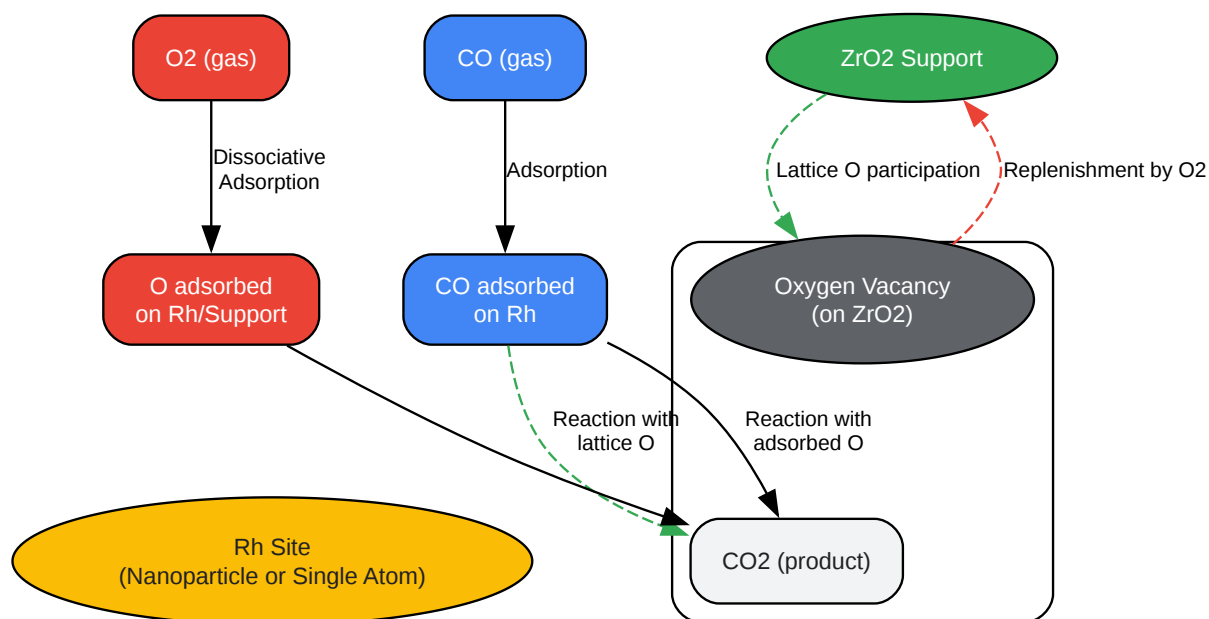 O2 (gas)
CO (gas)
ZrO2 Support
Dissociative
Adsorption
Adsorption
Lattice O participation
Replenishment by O2
O adsorbed
on Rh/Support
CO adsorbed
on Rh
Oxygen Vacancy
(on ZrO2)
Reaction with
lattice O
Reaction with
adsorbed O
Rh Site
(Nanoparticle or Single Atom)
CO2 (product)